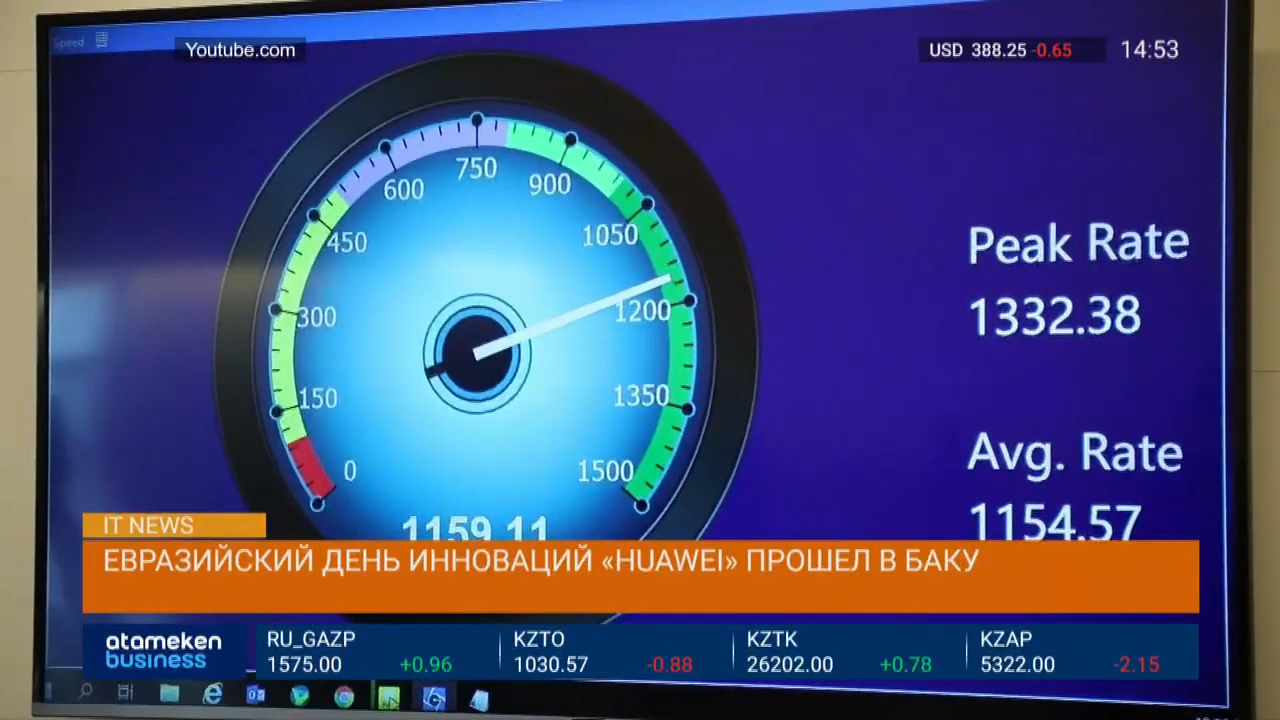 Speed
Youtube.com
USD 388.25 -0.65
14:53
750
600
900
450
1050
300
1200
150
1350
0
1500
1159.11
Peak Rate
1332.38
Avg. Rate
1154.57
IT NEWS
ЕВРАЗИЙСКИЙ ДЕНЬ ИННОВАЦИЙ «HUAWEI» ПРОШЕЛ В БАКУ
atameken
business
RU_GAZP
1575.00 +0.96
KZTO
1030.57 -0.88
KZTK
26202.00 +0.78
KZAP
5322.00 -2.15